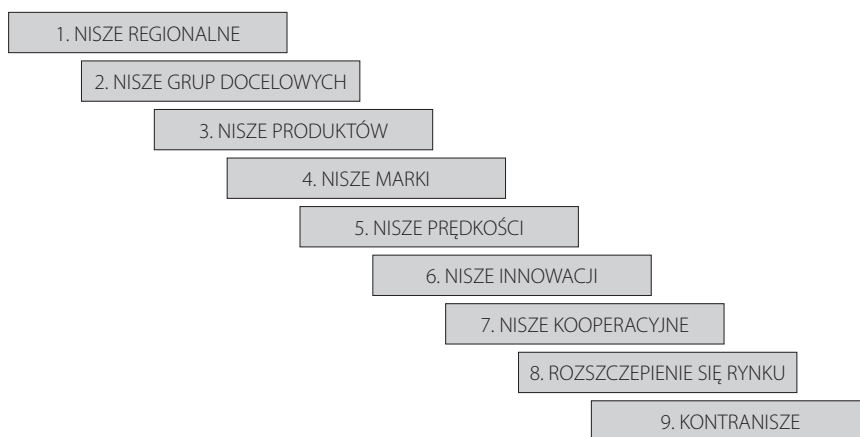 1. NISZE REGIONALNE
2. NISZE GRUP DOCELOWYCH
3. NISZE PRODUKTÓW
4. NISZE MARKI
5. NISZE PRĘDKOŚCI
6. NISZE INNOWACJI
7. NISZE KOOPERACYJNE
8. ROZSZCZEPIENIE SIĘ RYNKU
9. KONTRANISZE